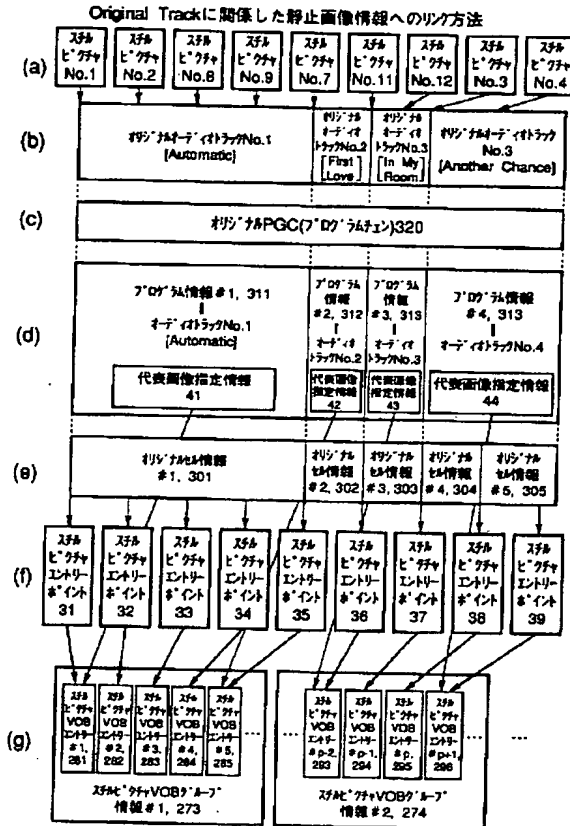 Original Trackに関係した静止画像情報へのリンク方法
(a)
スチルピクチャNo.1
スチルピクチャNo.2
スチルピクチャNo.8
スチルピクチャNo.9
スチルピクチャNo.7
スチルピクチャNo.11
スチルピクチャNo.12
スチルピクチャNo.3
スチルピクチャNo.4
(b)
オリジナルオーディオトラックNo.1
[Automatic]
オリジナル
オーディオ
トラックNo.2
[First
Love]
オリジナル
オーディオ
トラックNo.3
[In My
Room]
オリジナルオーディオトラック
No.3
[Another Chance]
(c)
オリジナルPGC(プログラムチェン)320
(d)
プログラム情報#1, 311
=
オーディオトラックNo.1
[Automatic]
代表画像指定情報
41
プログラム
情報
#2, 312
=
オーディオ
トラックNo.2
代表画像
指定情報
42
プログラム
情報
#3, 313
=
オーディオ
トラックNo.3
代表画像
指定情報
43
プログラム情報
#4, 313
=
オーディオトラックNo.4
代表画像指定情報
44
(e)
オリジナルセル情報
#1, 301
オリジナル
セル情報
#2, 302
オリジナル
セル情報
#3, 303
オリジナル
セル情報
#4, 304
オリジナル
セル情報
#5, 305
(f)
スチルピクチャエントリーポイント31
スチルピクチャエントリーポイント32
スチルピクチャエントリーポイント33
スチルピクチャエントリーポイント34
スチルピクチャエントリーポイント35
スチルピクチャエントリーポイント36
スチルピクチャエントリーポイント37
スチルピクチャエントリーポイント38
スチルピクチャエントリーポイント39
(g)
スチルピクチャVOBエントリー#1, 281
スチルピクチャVOBエントリー#2, 282
スチルピクチャVOBエントリー#3, 283
スチルピクチャVOBエントリー#4, 284
スチルピクチャVOBエントリー#5, 285
...
スチルピクチャVOBエントリー#p-2, 293
スチルピクチャVOBエントリー#p-1, 294
スチルピクチャVOBエントリー#p, 295
スチルピクチャVOBエントリー#p+1, 296
...
スチルピクチャVOBグループ
情報#1, 273
スチルピクチャVOBグループ
情報#2, 274